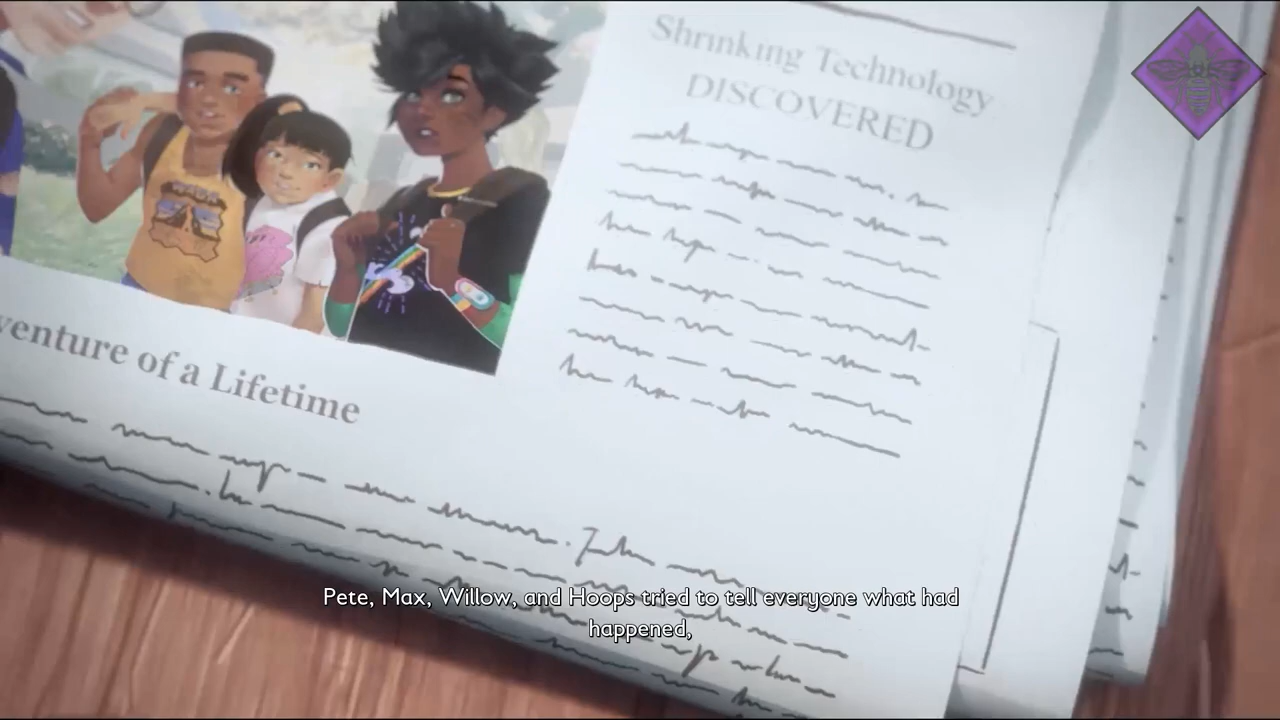 Shrinking Technology
DISCOVERED
venture of a Lifetime
Pete, Max, Willow, and Hoops tried to tell everyone what had
happened,